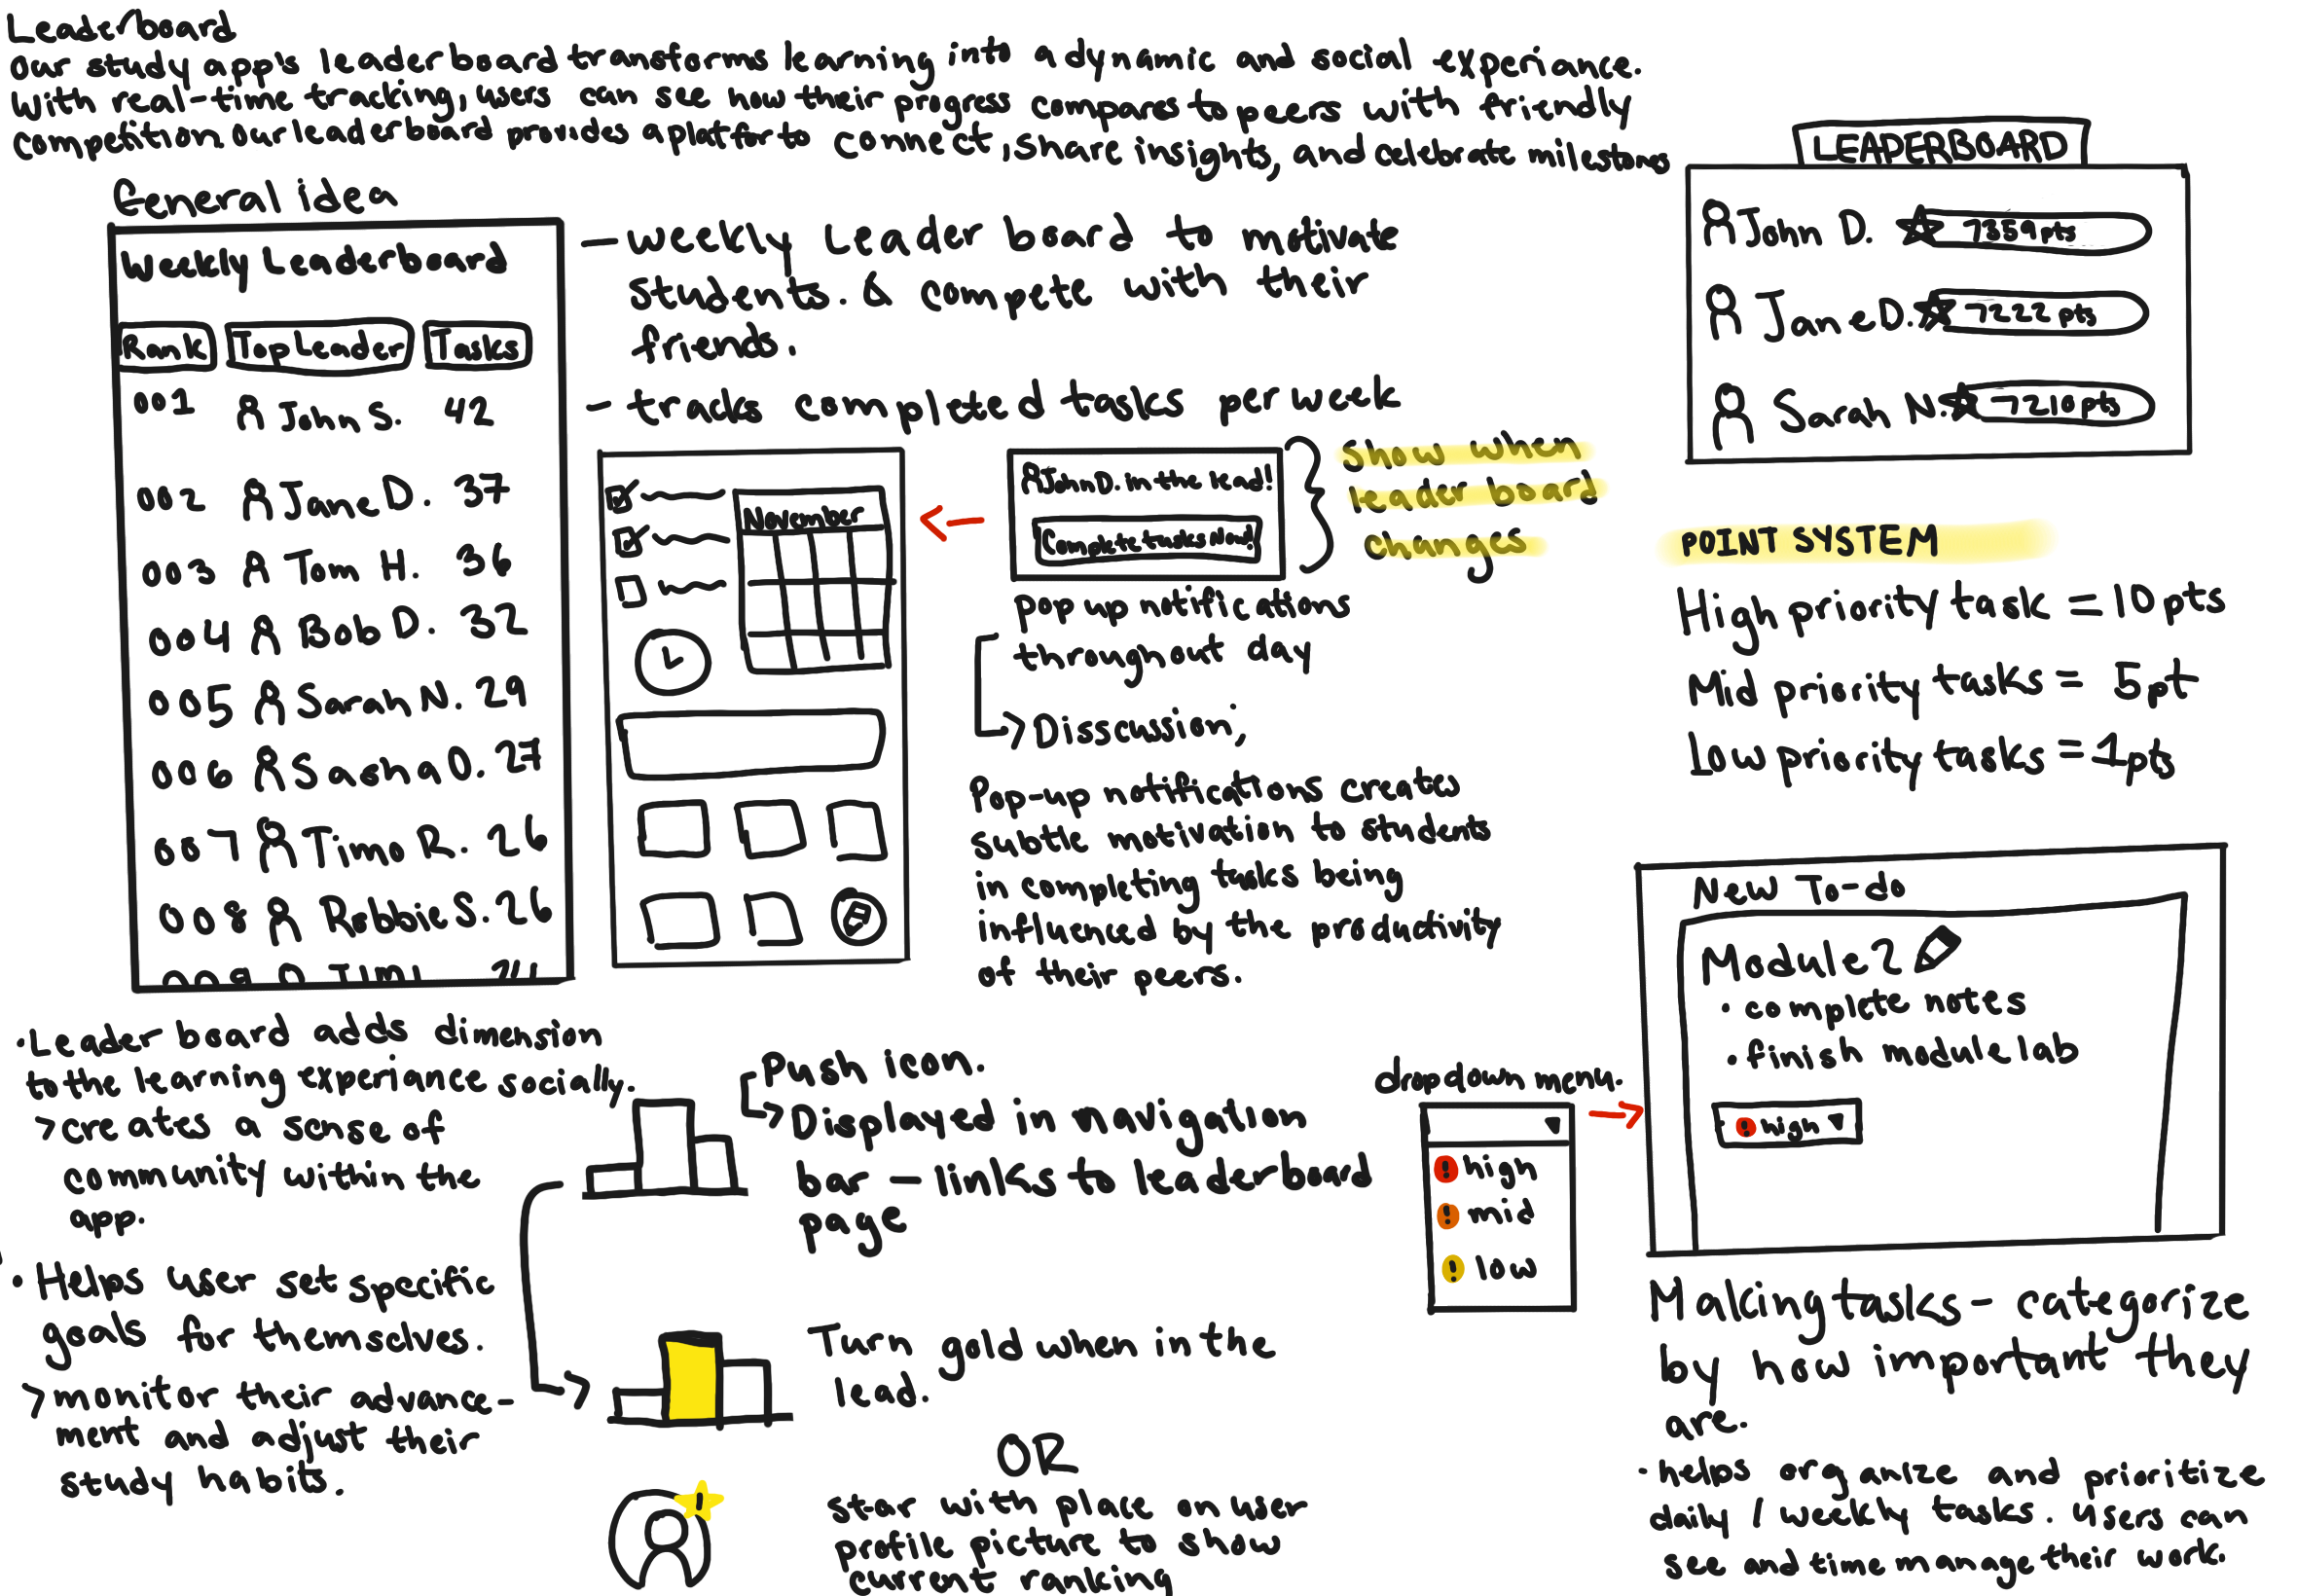 Leaderboard
our study app's leaderboard transforms learning into a dynamic and social experiance.
with real-time tracking, users can see how their progress compares to peers with friendly
competition. our leaderboard provides a platfor to connect, share insights, and celebrate milestones
General idea
Weekly Leaderboard
Rank Top Leader Tasks
001 John S. 42
002 Jane D. 37
003 Tom H. 36
004 Bob D. 32
005 Sarah N. 29
006 Sasha O. 27
007 Timo R. 26
008 Robbie S. 26
- weekly Leader board to motivate
students. & compete with their
friends.
- tracks completed tasks per week
November
John D. in the lead!
Complete tasks Now!
show when
leader board
changes
pop up notifications
throughout day
Disscussion,
Pop-up notifications creates
subtle motivation to students
in completing tasks being
influenced by the productivity
of their peers.
LEADERBOARD
John D. 7359 pts
Jane D. 7222 pts
Sarah N. 7210 pts
POINT SYSTEM
High priority task = 10 pts
Mid priority tasks = 5 pt
Low priority tasks = 1 pts
· Leader board adds dimension
to the learning experiance socially.
> creates a sense of
community within the
app.
· Helps user set specific
goals for themselves.
> monitor their advance-
ment and adjust their
study habits.
Push icon.
Displayed in navigation
bar - links to leaderboard
page
Turn gold when in the
lead.
OR
1
star with place on user
profile picture to show
current ranking
dropdown menu.
! high
! mid
! low
New To-do
Module 2
· complete notes
· finish module lab
! high
Making tasks - categorize
by how important they
are.
· helps organize and prioritize
daily / weekly tasks. Users can
see and time manage their work.